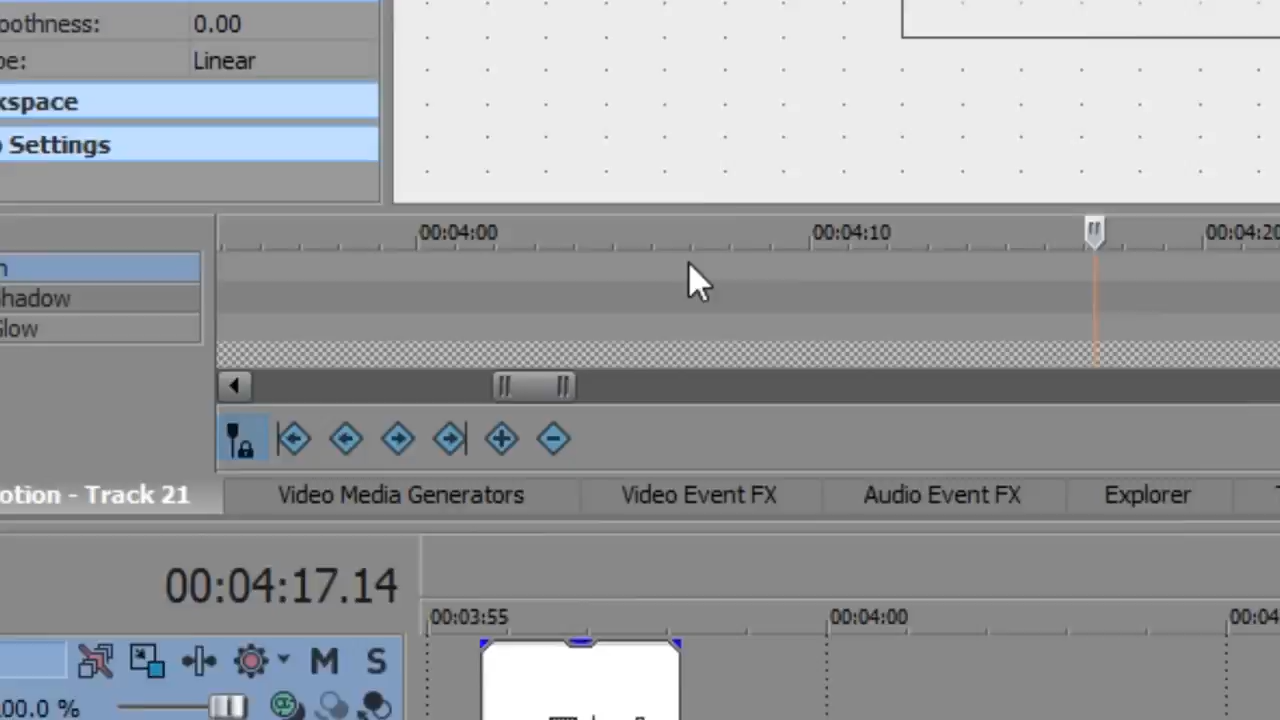 oothness: 0.00
pe: Linear
kspace
o Settings
00:04:00 00:04:10 00:04:20
n
Shadow
Glow
otion - Track 21 Video Media Generators Video Event FX Audio Event FX Explorer T
00:04:17.14
00:03:55 00:04:00 00:04
M S
00.0 %